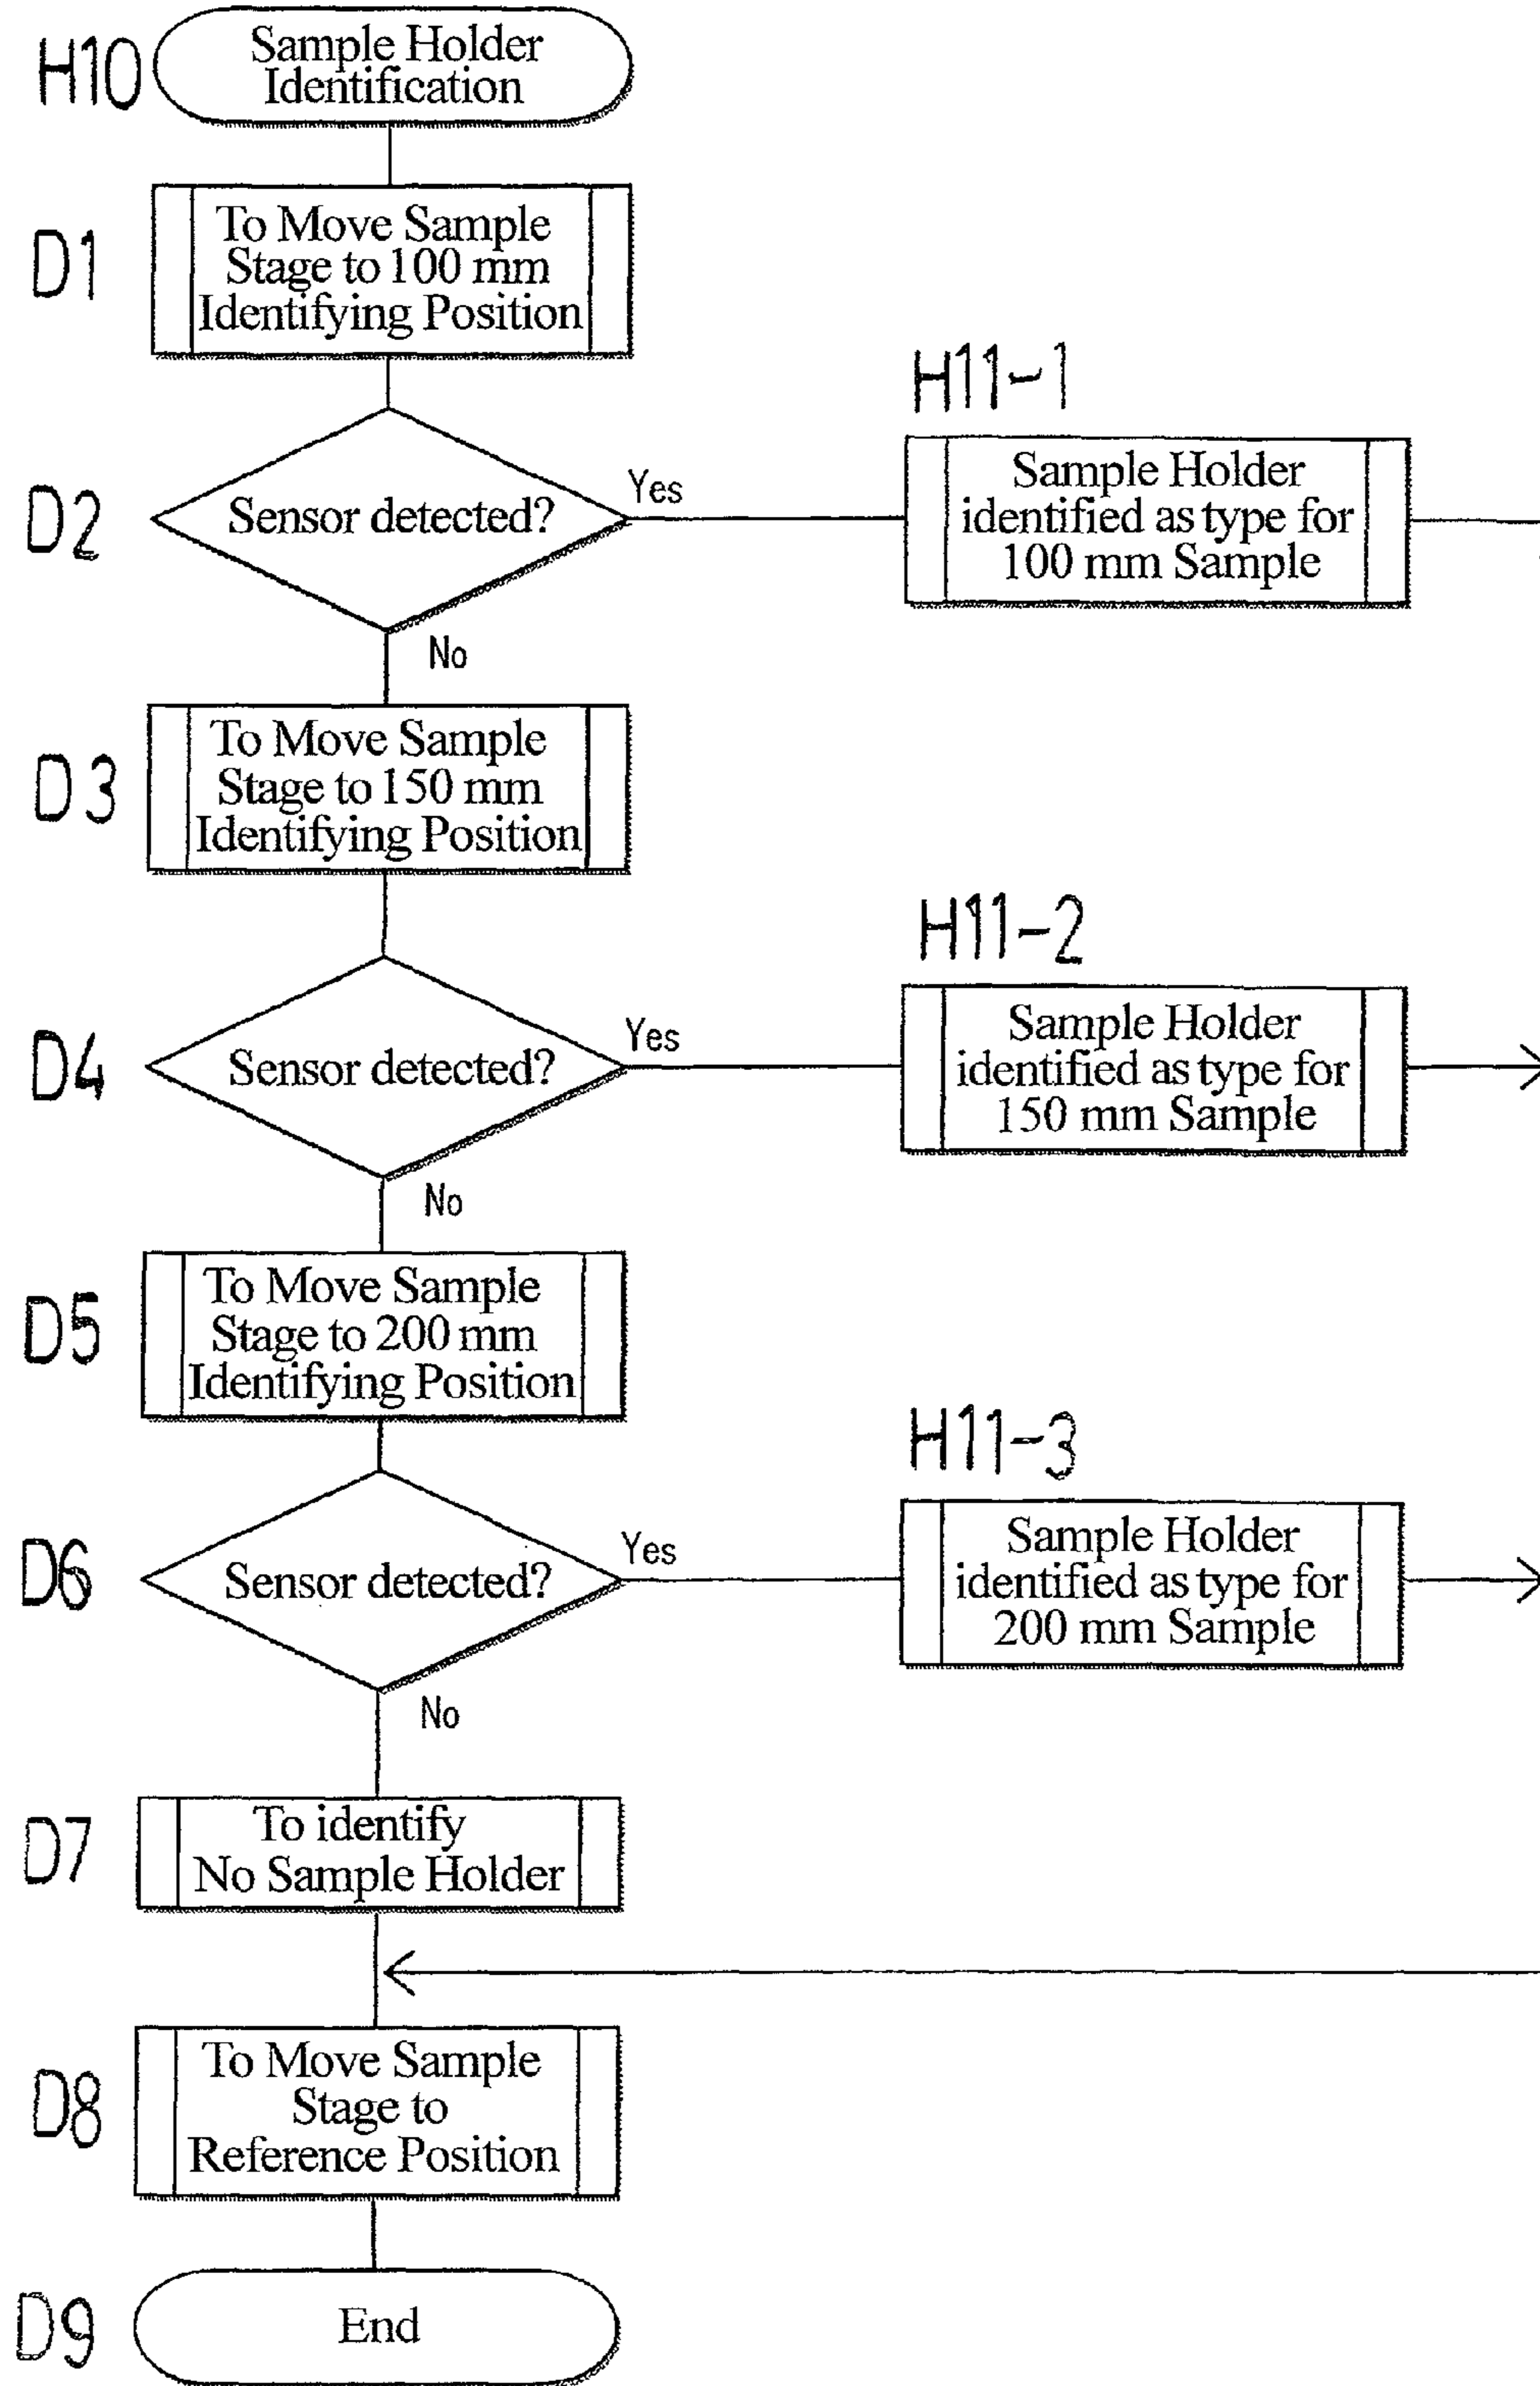 H10
Sample Holder
Identification
D1
To Move Sample
Stage to 100 mm
Identifying Position
D2
Sensor detected?
Yes
H11-1
Sample Holder
identified as type for
100 mm Sample
No
D3
To Move Sample
Stage to 150 mm
Identifying Position
D4
Sensor detected?
Yes
H11-2
Sample Holder
identified as type for
150 mm Sample
No
D5
To Move Sample
Stage to 200 mm
Identifying Position
D6
Sensor detected?
Yes
H11-3
Sample Holder
identified as type for
200 mm Sample
No
D7
To identify
No Sample Holder
D8
To Move Sample
Stage to
Reference Position
D9
End